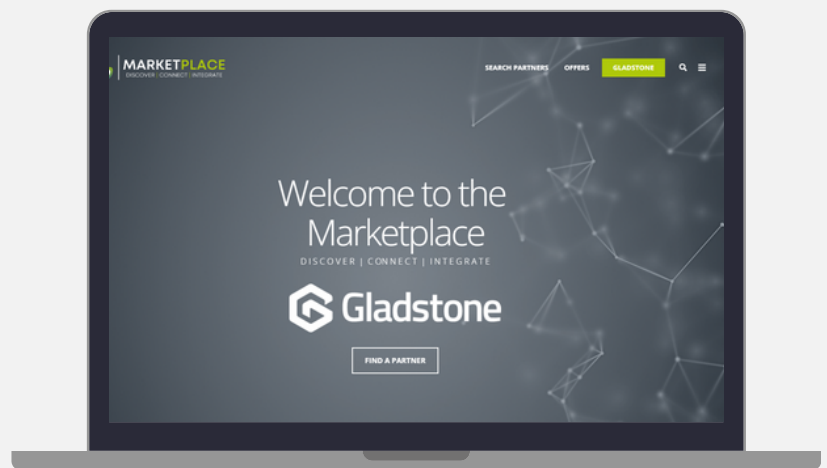 MARKETPLACE
DISCOVER | CONNECT | INTEGRATE
SEARCH PARTNERS OFFERS GLADSTONE
Welcome to the
Marketplace
DISCOVER | CONNECT | INTEGRATE
Gladstone
FIND A PARTNER